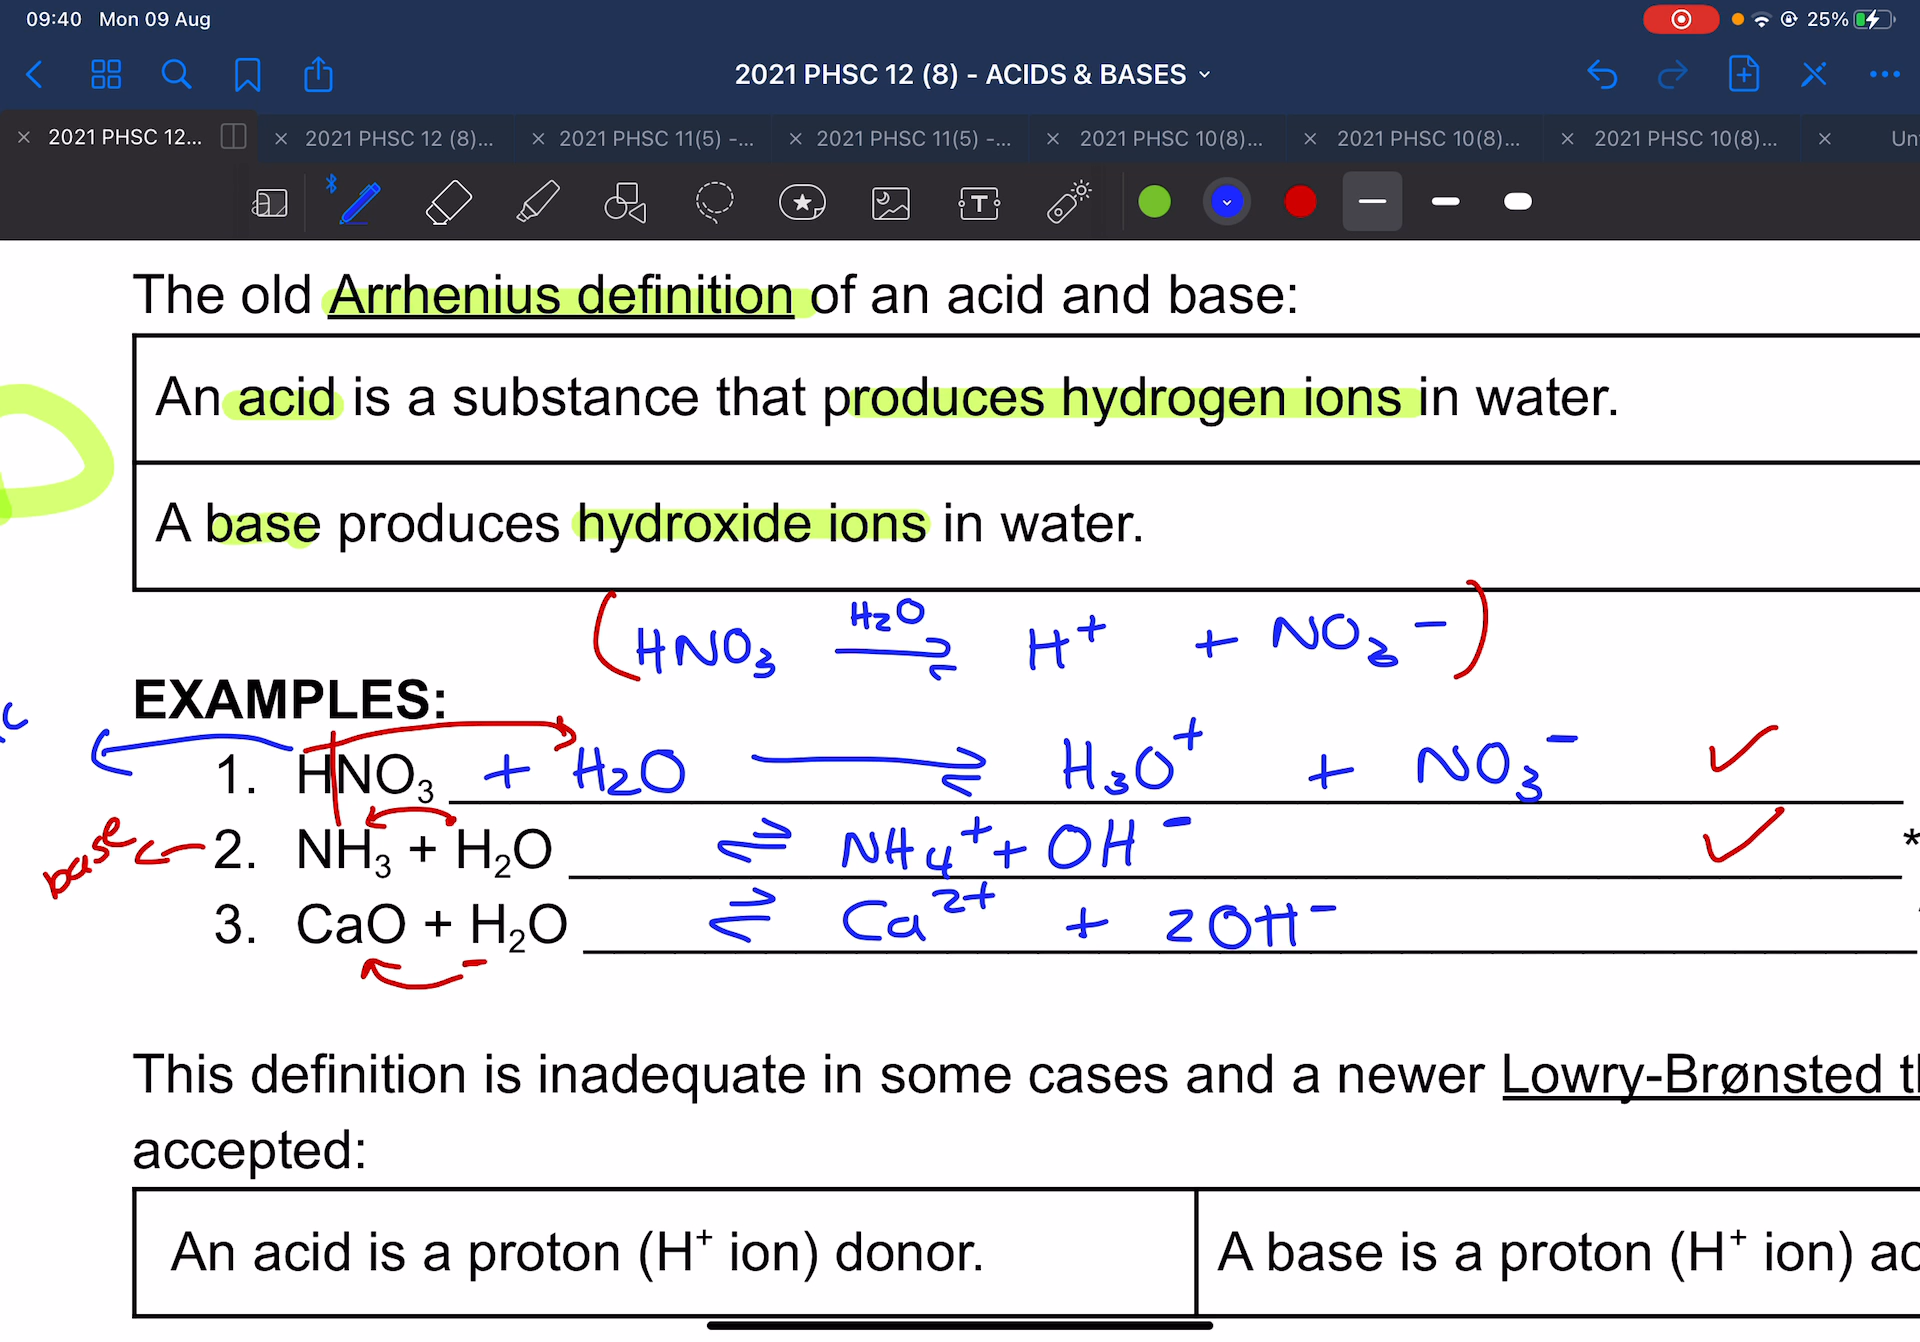 09:40 Mon 09 Aug 25%
2021 PHSC 12 (8) - ACIDS & BASES
2021 PHSC 12... 2021 PHSC 12 (8)... 2021 PHSC 11(5) -... 2021 PHSC 11(5) -... 2021 PHSC 10(8)... 2021 PHSC 10(8)... 2021 PHSC 10(8)...
The old Arrhenius definition of an acid and base:
An acid is a substance that produces hydrogen ions in water.
A base produces hydroxide ions in water.
(HNO₃ ⇌ H₂O H⁺ + NO₃⁻)
EXAMPLES:
1. HNO₃ + H₂O ⇌ H₃O⁺ + NO₃⁻ ✓
base ← 2. NH₃ + H₂O ⇌ NH₄⁺ + OH⁻ ✓ *
3. CaO + H₂O ⇌ Ca²⁺ + 2OH⁻
This definition is inadequate in some cases and a newer Lowry-Brønsted
accepted:
An acid is a proton (H⁺ ion) donor. A base is a proton (H⁺ ion)